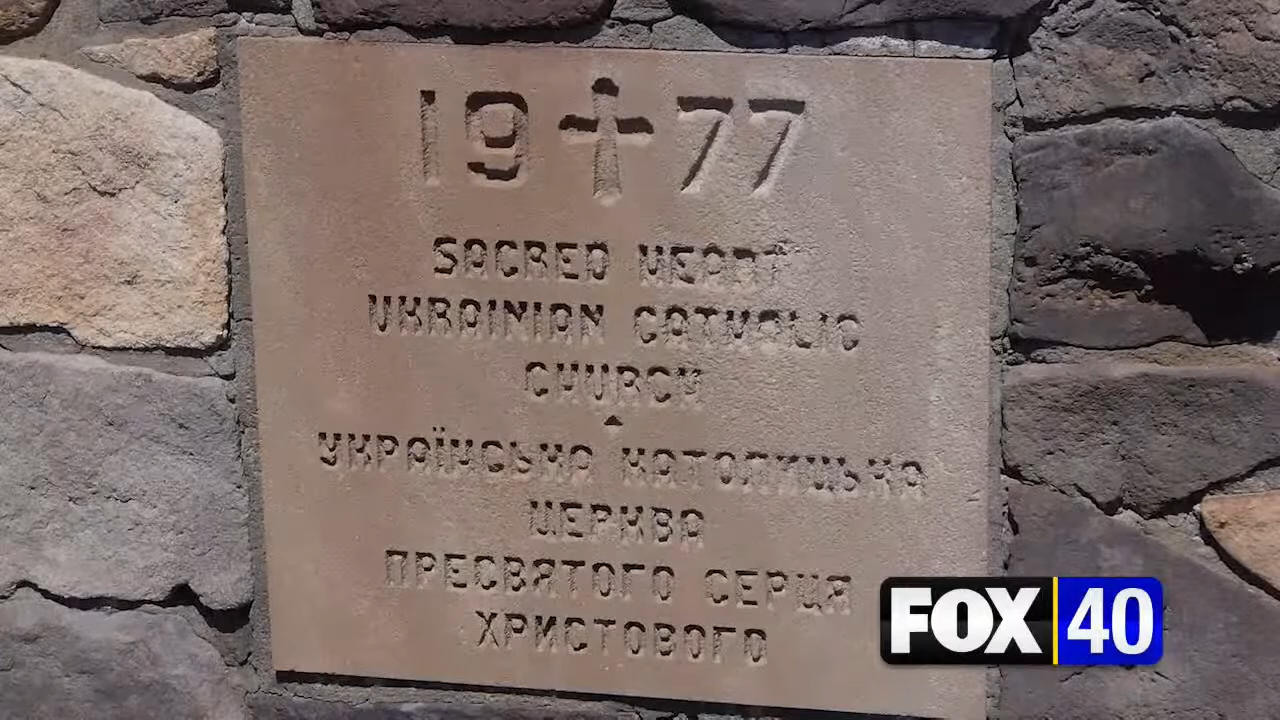 19 77
SACRED HEART
UKRAINIAN CATHOLIC
CHURCH
УКРАЇНСЬКА КАТОЛИЦЬКА
ЦЕРКВА
ПРЕСВЯТОГО СЕРЦЯ
ХРИСТОВОГО
FOX 40